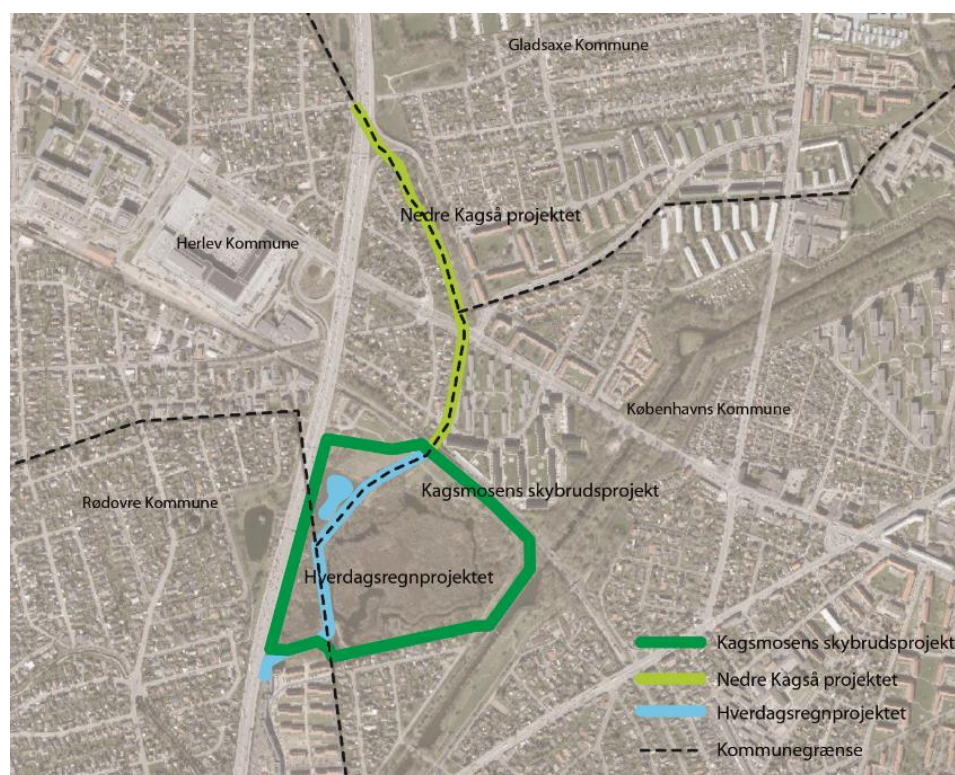 Gladsaxe Kommune
Nedre Kagså projektet
Herlev Kommune
Københavns Kommune
Kagsmosens skybrudsprojekt
Rødovre Kommune
Hverdagsregnprojektet
Kagsmosens skybrudsprojekt
Nedre Kagså projektet
Hverdagsregnprojektet
Kommunegrænse